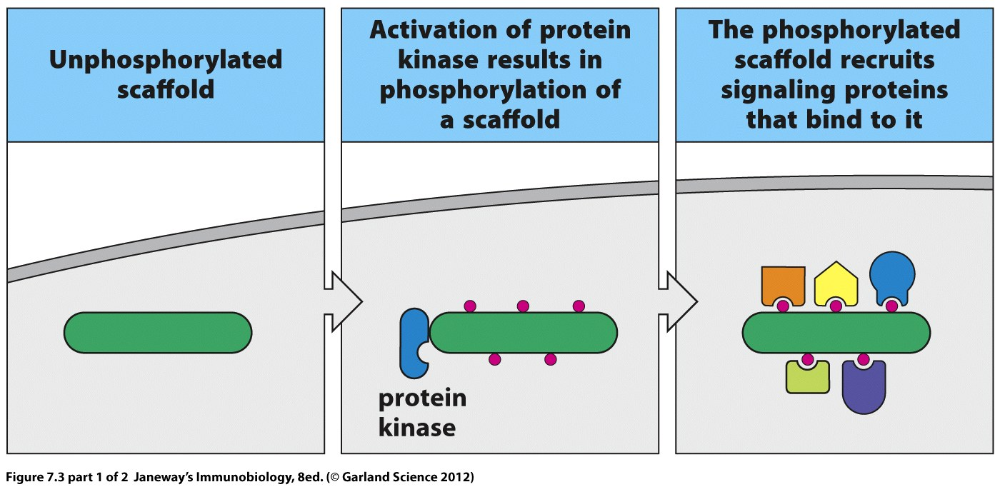 Unphosphorylated
scaffold
Activation of protein
kinase results in
phosphorylation of
a scaffold
The phosphorylated
scaffold recruits
signaling proteins
that bind to it
protein
kinase
Figure 7.3 part 1 of 2 Janeway’s Immunobiology, 8ed. (© Garland Science 2012)